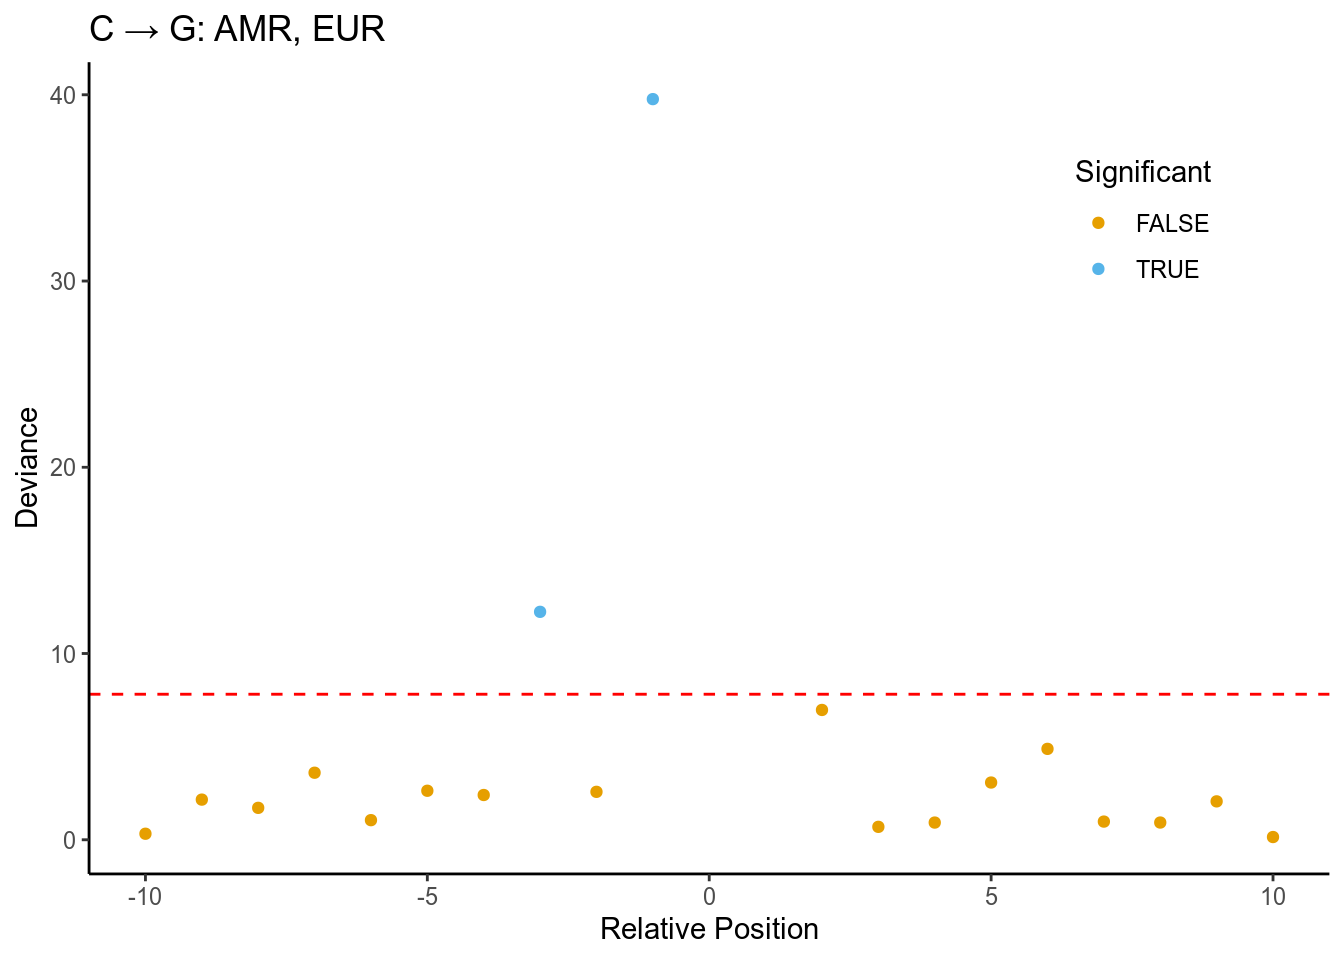 C → G: AMR, EUR
40
30
20
10
0
Deviance
Significant
FALSE
TRUE
-10
-5
0
5
10
Relative Position